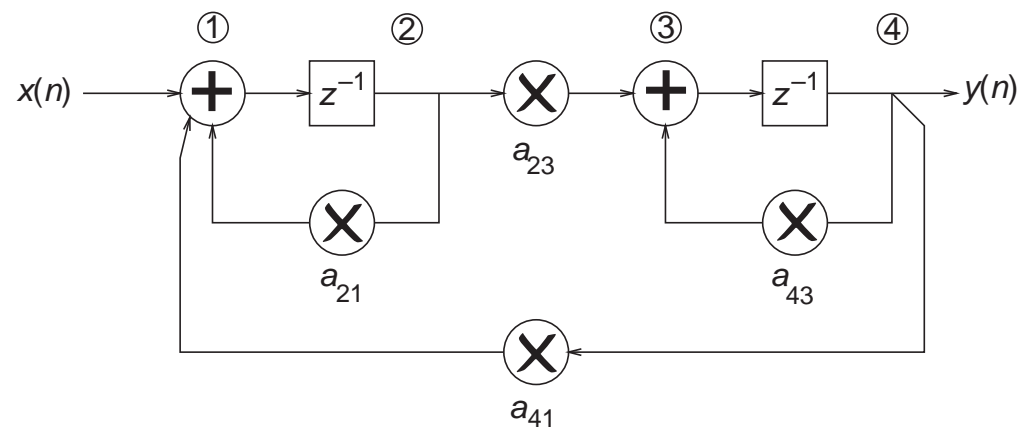 ① ② ③ ④
x(n) z⁻¹ z⁻¹ y(n)
a₂₃
a₂₁ a₄₃
a₄₁